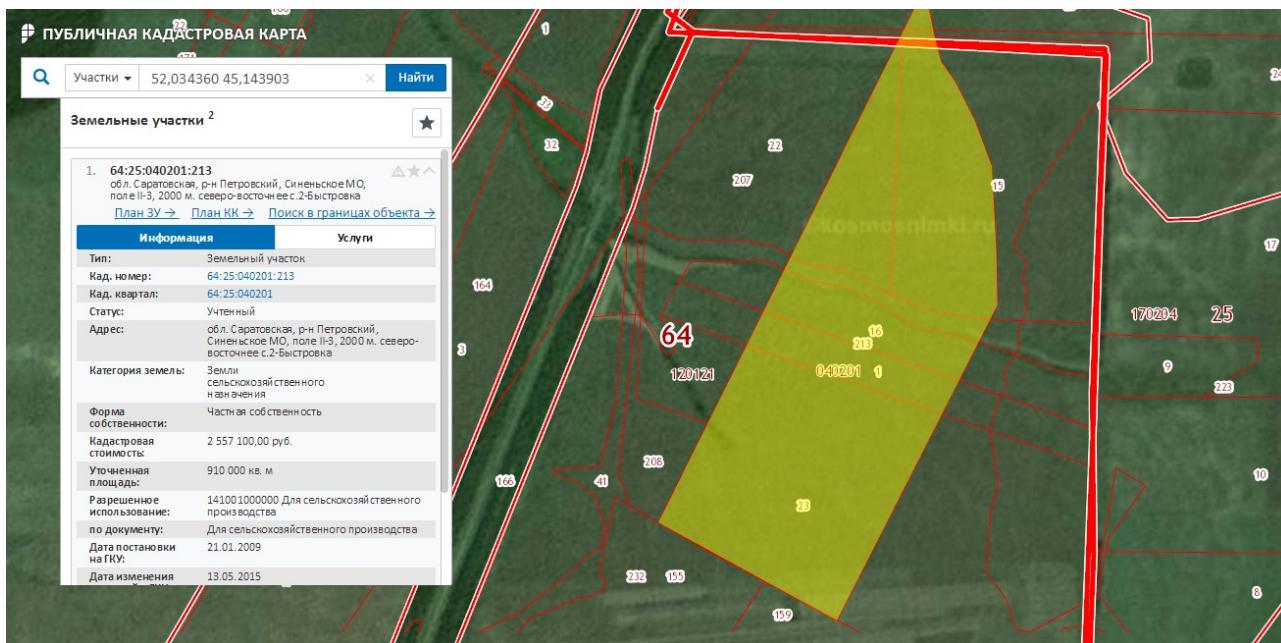 ПУБЛИЧНАЯ КАДАСТРОВАЯ КАРТА
Участки 52,034360 45,143903 × Найти
Земельные участки 2
1. 64:25:040201:213
обл. Саратовская, р-н Петровский, Синеньское МО,
поле II-3, 2000 м. северо-восточнее с.2-Быстровка
План ЗУ → План КК → Поиск в границах объекта →
Информация Услуги
Тип: Земельный участок
Кад. номер: 64:25:040201:213
Кад. квартал: 64:25:040201
Статус: Учтенный
Адрес: обл. Саратовская, р-н Петровский,
Синеньское МО, поле II-3, 2000 м. северо-
восточнее с.2-Быстровка
Категория земель: Земли
сельскохозяйственного
назначения
Форма
собственности: Частная собственность
Кадастровая
стоимость: 2 557 100,00 руб.
Уточненная
площадь: 910 000 кв. м
Разрешенное
использование: 141001000000 Для сельскохозяйственного
производства
по документу: Для сельскохозяйственного производства
Дата постановки
на ГКУ: 21.01.2009
Дата изменения 13.05.2015
1
33
32
22
207
15
kosmosnimki.ru
17
164
170204 25
64
16
213
3
120121
040201 1
9
223
208
166
41
10
23
232 155
8
159